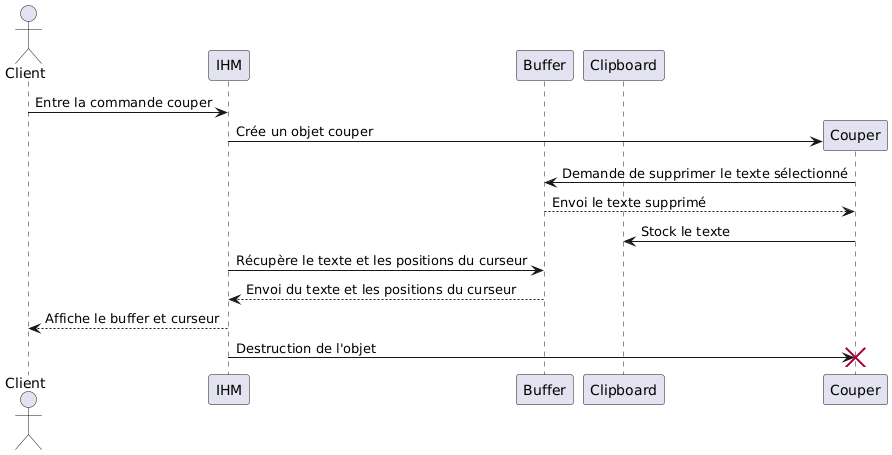 Client
IHM
Buffer
Clipboard
Entre la commande couper
Crée un objet couper
Couper
Demande de supprimer le texte sélectionné
Envoi le texte supprimé
Stock le texte
Récupère le texte et les positions du curseur
Envoi du texte et les positions du curseur
Affiche le buffer et curseur
Destruction de l'objet
Client
IHM
Buffer
Clipboard
Couper